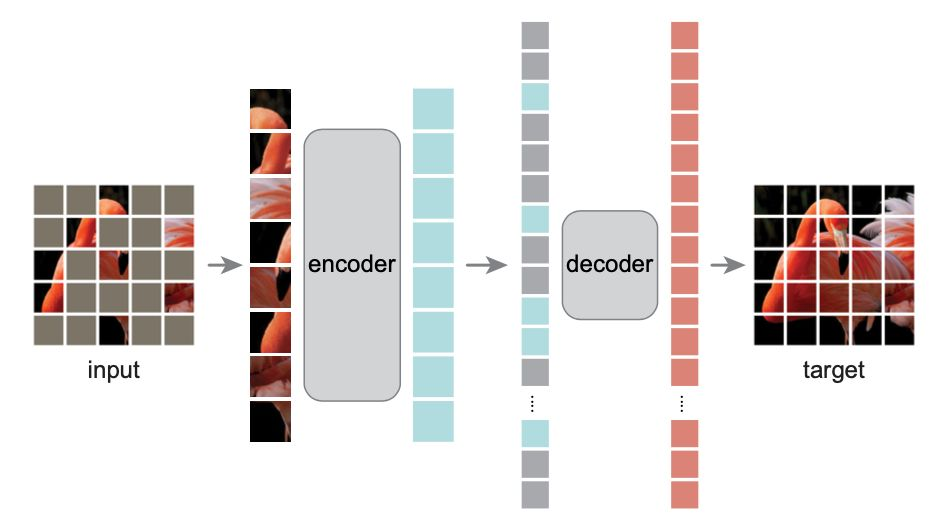 input
encoder
decoder
target